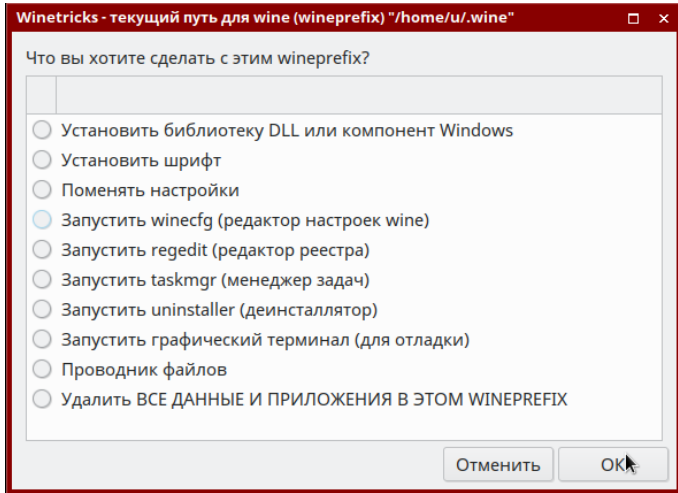 Winetricks - текущий путь для wine (wineprefix) "/home/u/.wine"
Что вы хотите сделать с этим wineprefix?
Установить библиотеку DLL или компонент Windows
Установить шрифт
Поменять настройки
Запустить winecfg (редактор настроек wine)
Запустить regedit (редактор реестра)
Запустить taskmgr (менеджер задач)
Запустить uninstaller (деинсталлятор)
Запустить графический терминал (для отладки)
Проводник файлов
Удалить ВСЕ ДАННЫЕ И ПРИЛОЖЕНИЯ В ЭТОМ WINEPREFIX
Отменить OK